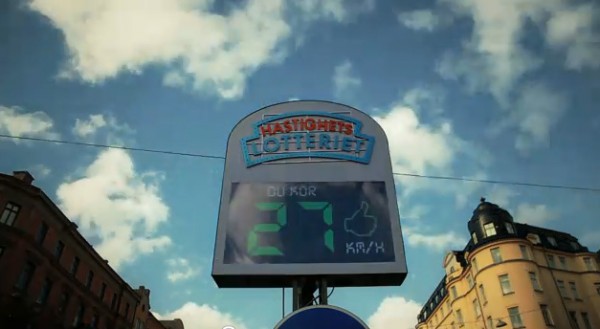 HASTIGHETS
LOTTERIET
DU KÖR
27
KM/H